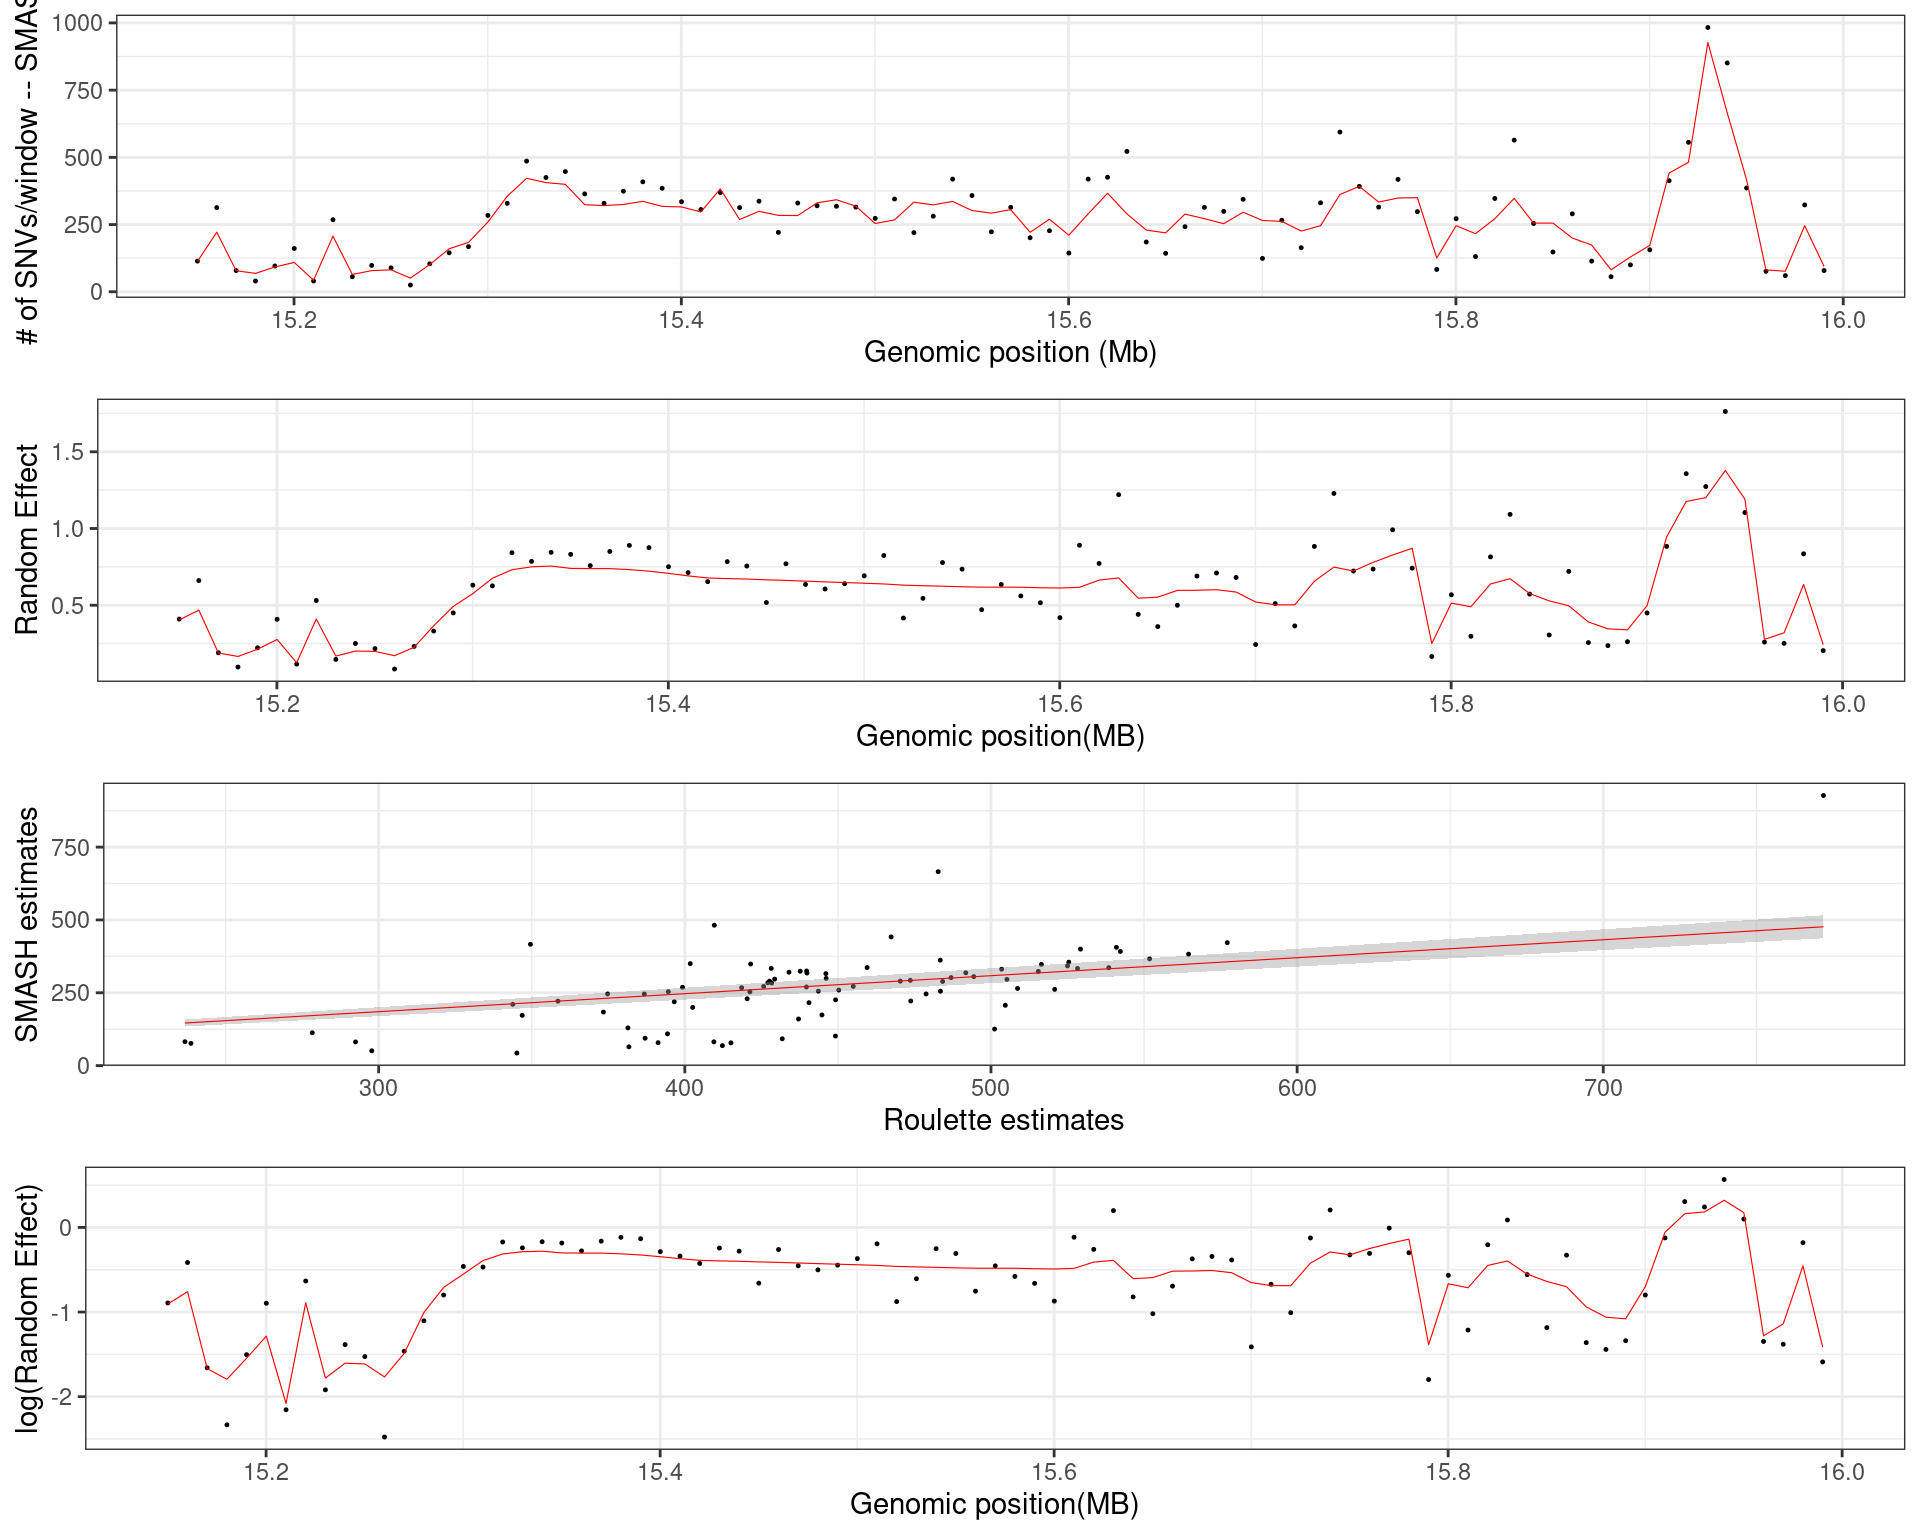 # of SNVs/window -- SMAS
1000
750
500
250
0
15.2 15.4 15.6 15.8 16.0
Genomic position (Mb)
Random Effect
1.5
1.0
0.5
15.2 15.4 15.6 15.8 16.0
Genomic position(MB)
SMASH estimates
750
500
250
0
300 400 500 600 700
Roulette estimates
log(Random Effect)
0
-1
-2
15.2 15.4 15.6 15.8 16.0
Genomic position(MB)